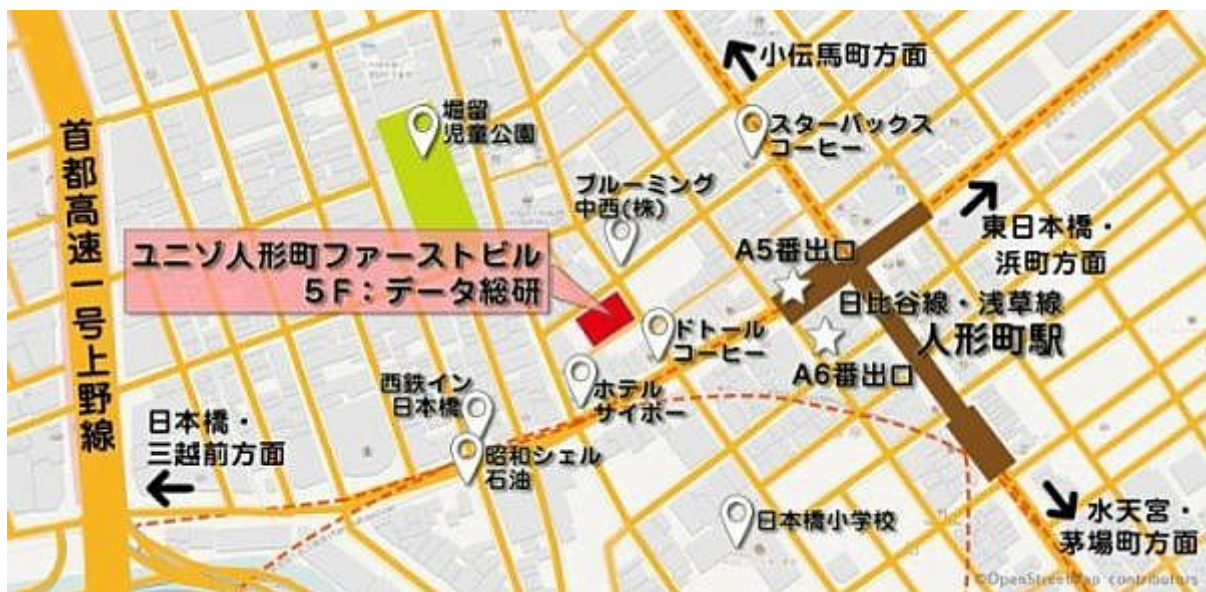 小伝馬町方面
堀留
児童公園
スターバックス
コーヒー
首都高速一号上野線
ブルーミング
中西(株)
東日本橋・
浜町方面
A5番出口
ユニゾ人形町ファーストビル
5F:データ総研
日比谷線・浅草線
人形町駅
ドトール
コーヒー
A6番出口
西鉄イン
日本橋
ホテル
サイボー
日本橋・
三越前方面
昭和シェル
石油
日本橋小学校
水天宮・
茅場町方面
©OpenStreetMap contributors